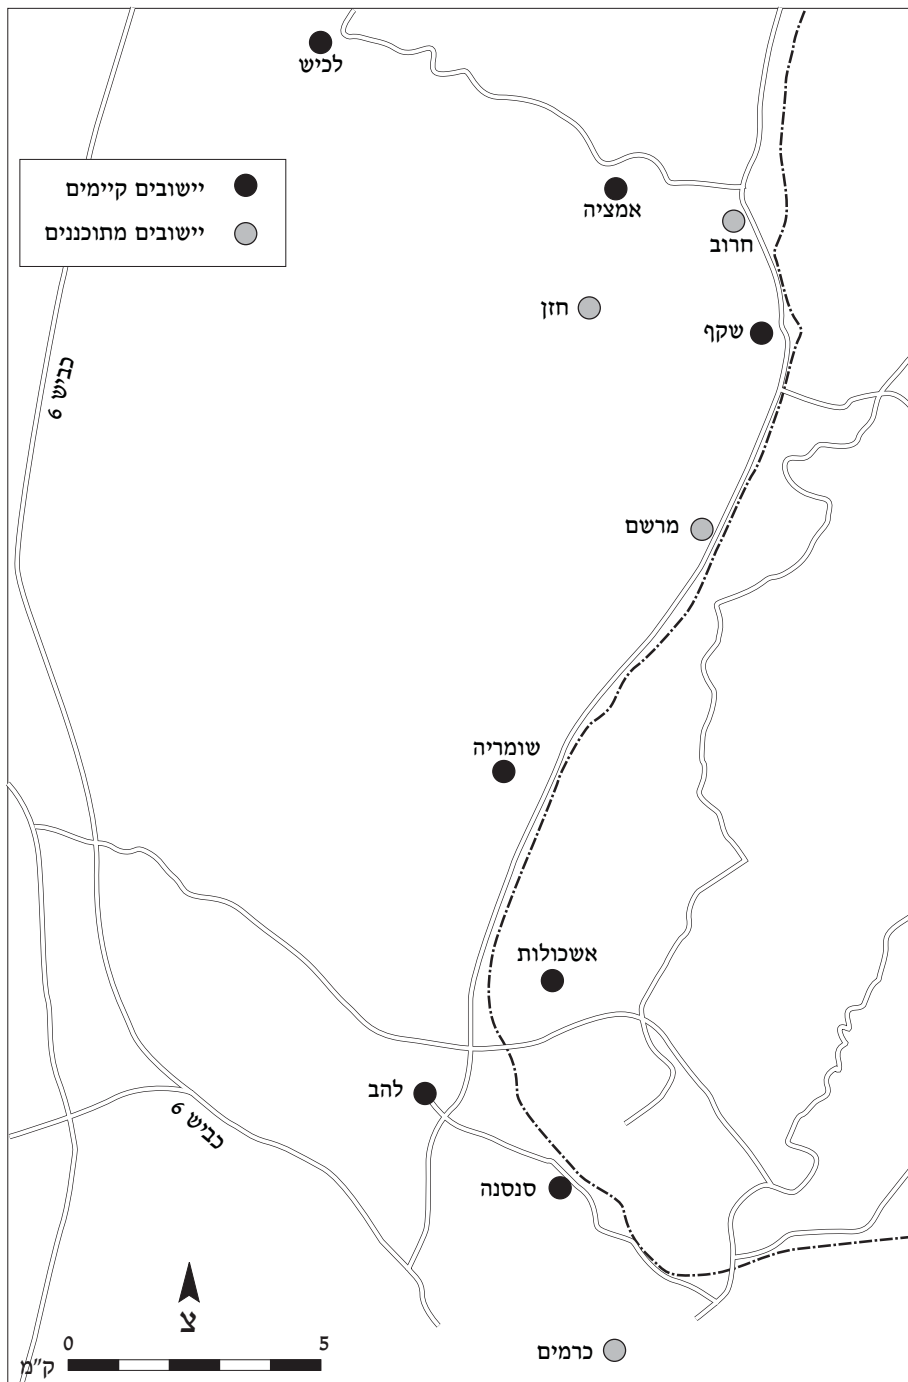 לכיש
יישובים קיימים
יישובים מתוכננים
אמציה
חרוב
חזן
שקף
כביש 6
מרשם
שומריה
אשכולות
להב
כביש 6
סנסנה
צ
0 5
ק"מ
כרמים